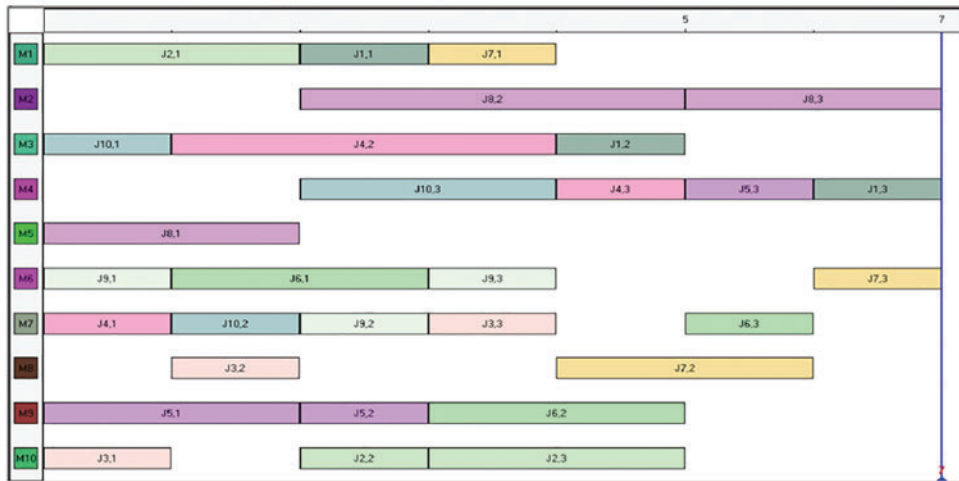 5 7
M1 J2,1 J1,1 J7,1
M2 J8,2 J8,3
M3 J10,1 J4,2 J1,2
M4 J10,3 J4,3 J5,3 J1,3
M5 J8,1
M6 J9,1 J6,1 J9,3 J7,3
M7 J4,1 J10,2 J9,2 J3,3 J6,3
M8 J3,2 J7,2
M9 J5,1 J5,2 J6,2
M10 J3,1 J2,2 J2,3
7